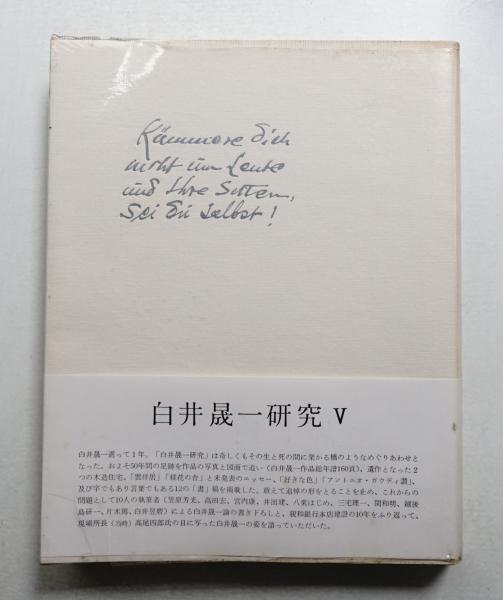 Kümmere Dich
nicht um Leute
und Ihre Sitten,
Sei Du selbst!
白井晟一研究 V
白井晟一逝って1年、「白井晟一研究」は奇しくもその生と死の間に架かる橋のようなめぐりあわせと
なった。およそ50年間の足跡を作品の写真と図面で追い(白井晟一作品総年譜160頁)、遺作となった2
つの木造住宅、「雲伴居」「桂花の舎」と未発表のエッセー、「好きな色」「アントニオ・ガウディ讃」、
及び字でもあり言葉でもある12の「書」稿を掲載した。敢えて追悼の形をとることを止め、これからの
問題として10人の執筆者(笠原芳光、高田宏、宮内康、井出建、八束はじめ、三宅理一、関和明、越後
島研一、片木篤、白井昱磨)による白井晟一論の書き下ろしと、親和銀行本店建設の10年をふり返って、
現場所長(当時)高尾四郎氏の目に写った白井晟一の姿を語っていただいた。